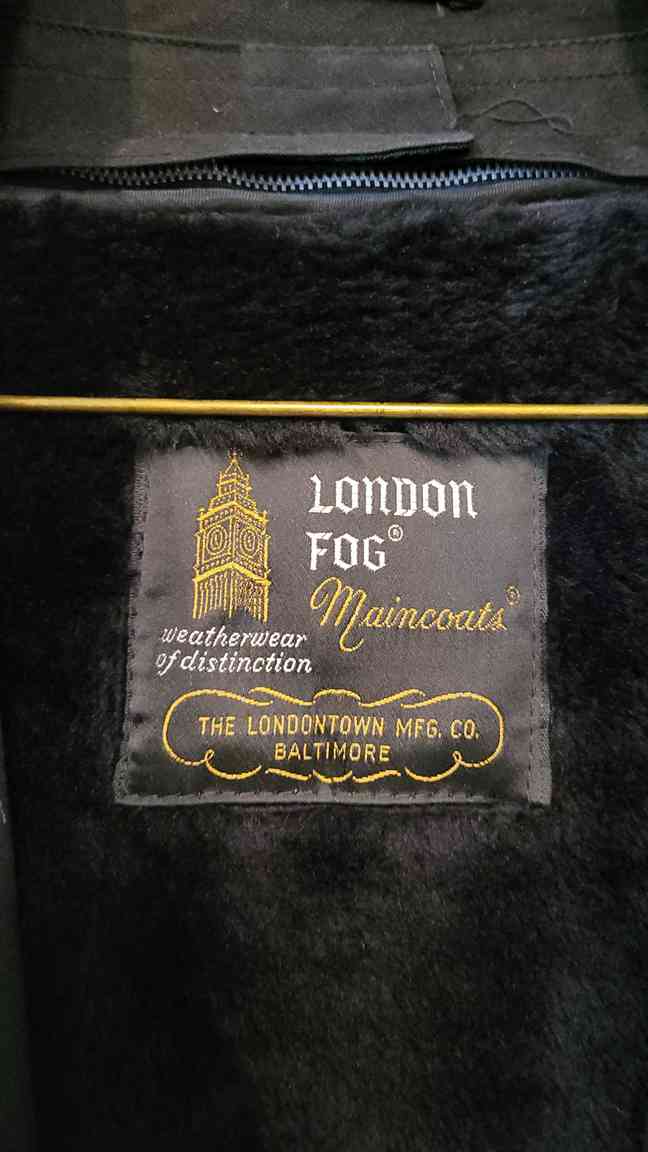 LONDON
FOG®
Maincoats®
weatherwear
of distinction
THE LONDONTOWN MFG. CO.
BALTIMORE